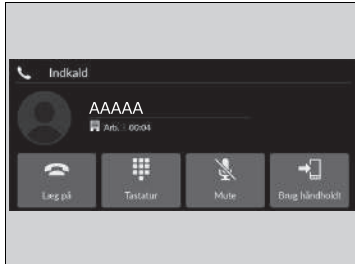 Indkald
AAAAA
Arb. 00:04
Læg på
Tastatur
Mute
Brug håndholdt